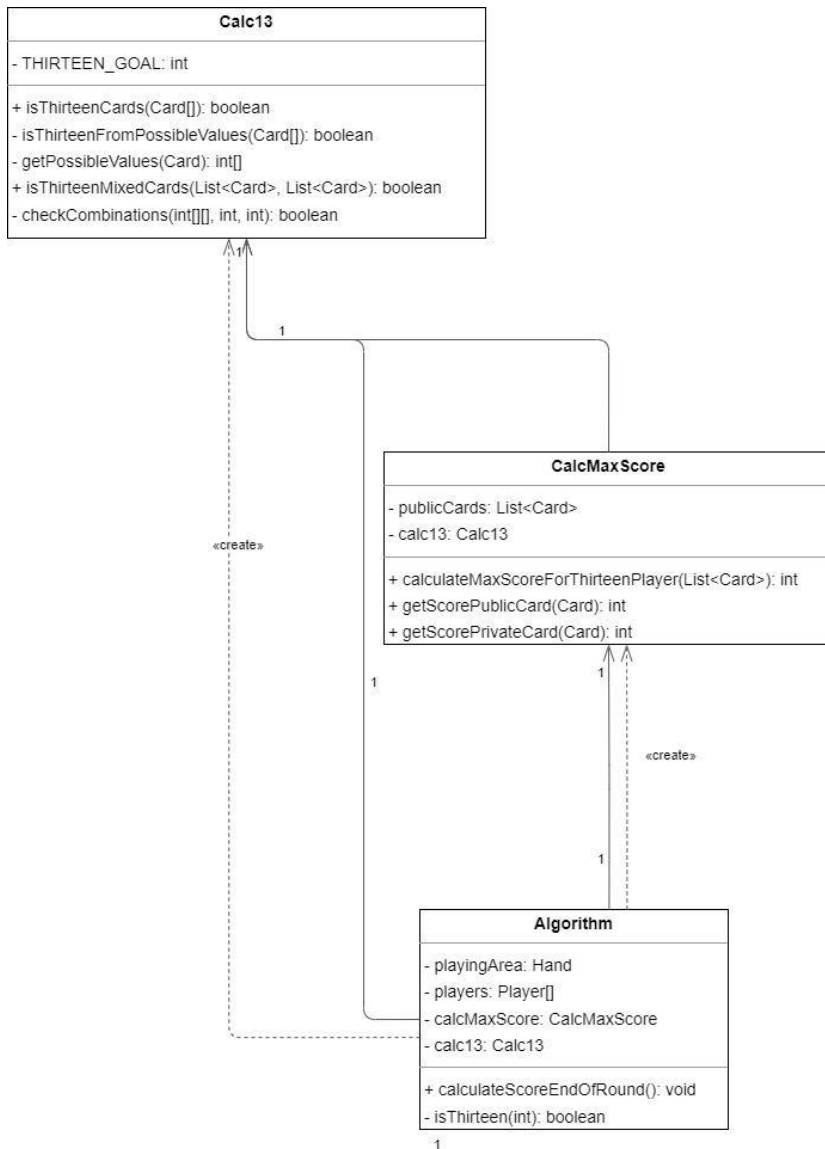 Calc13
- THIRTEEN_GOAL: int
+ isThirteenCards(Card[]): boolean
- isThirteenFromPossibleValues(Card[]): boolean
- getPossibleValues(Card): int[]
+ isThirteenMixedCards(List<Card>, List<Card>): boolean
- checkCombinations(int[][], int, int): boolean
1
1
CalcMaxScore
- publicCards: List<Card>
- calc13: Calc13
«create»
+ calculateMaxScoreForThirteenPlayer(List<Card>): int
+ getScorePublicCard(Card): int
+ getScorePrivateCard(Card): int
1
1
«create»
1
Algorithm
- playingArea: Hand
- players: Player[]
- calcMaxScore: CalcMaxScore
- calc13: Calc13
+ calculateScoreEndOfRound(): void
- isThirteen(int): boolean
1